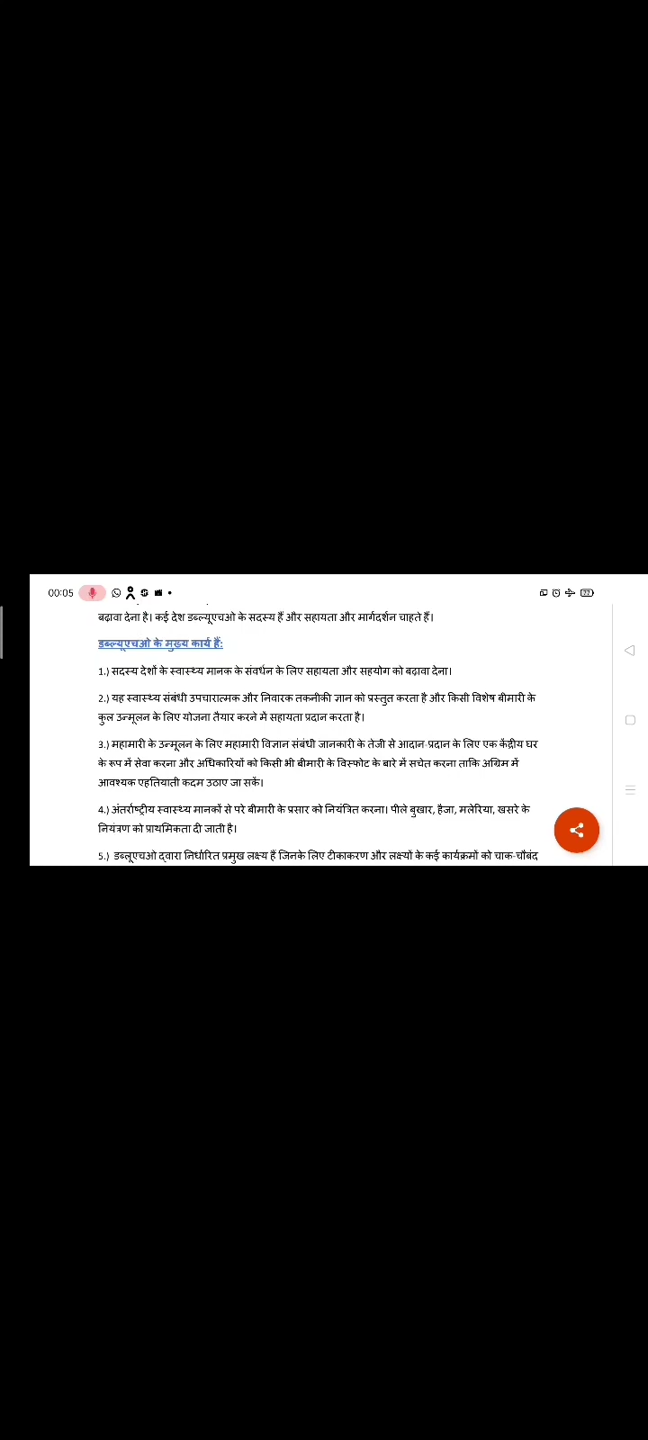 00:05
22
बढ़ावा देना है। कई देश डब्ल्यूएचओ के सदस्य हैं और सहायता और मार्गदर्शन चाहते हैं।
डब्ल्यूएचओ के मुख्य कार्य हैं:
1.) सदस्य देशों के स्वास्थ्य मानक के संवर्धन के लिए सहायता और सहयोग को बढ़ावा देना।
2.) यह स्वास्थ्य संबंधी उपचारात्मक और निवारक तकनीकी ज्ञान को प्रस्तुत करता है और किसी विशेष बीमारी के
कुल उन्मूलन के लिए योजना तैयार करने में सहायता प्रदान करता है।
3.) महामारी के उन्मूलन के लिए महामारी विज्ञान संबंधी जानकारी के तेजी से आदान-प्रदान के लिए एक केंद्रीय घर
के रूप में सेवा करना और अधिकारियों को किसी भी बीमारी के विस्फोट के बारे में सचेत करना ताकि अग्रिम में
आवश्यक एहतियाती कदम उठाए जा सकें।
4.) अंतर्राष्ट्रीय स्वास्थ्य मानकों से परे बीमारी के प्रसार को नियंत्रित करना। पीले बुखार, हैजा, मलेरिया, खसरे के
नियंत्रण को प्राथमिकता दी जाती है।
5.) डब्लूएचओ द्वारा निर्धारित प्रमुख लक्ष्य हैं जिनके लिए टीकाकरण और लक्ष्यों के कई कार्यक्रमों को चाक-चौबंद